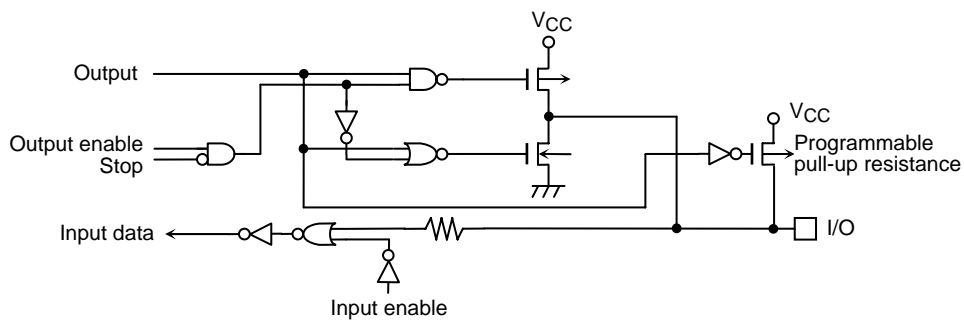 VCC
Output
VCC
Output enable
Stop
Programmable
pull-up resistance
Input data
I/O
Input enable